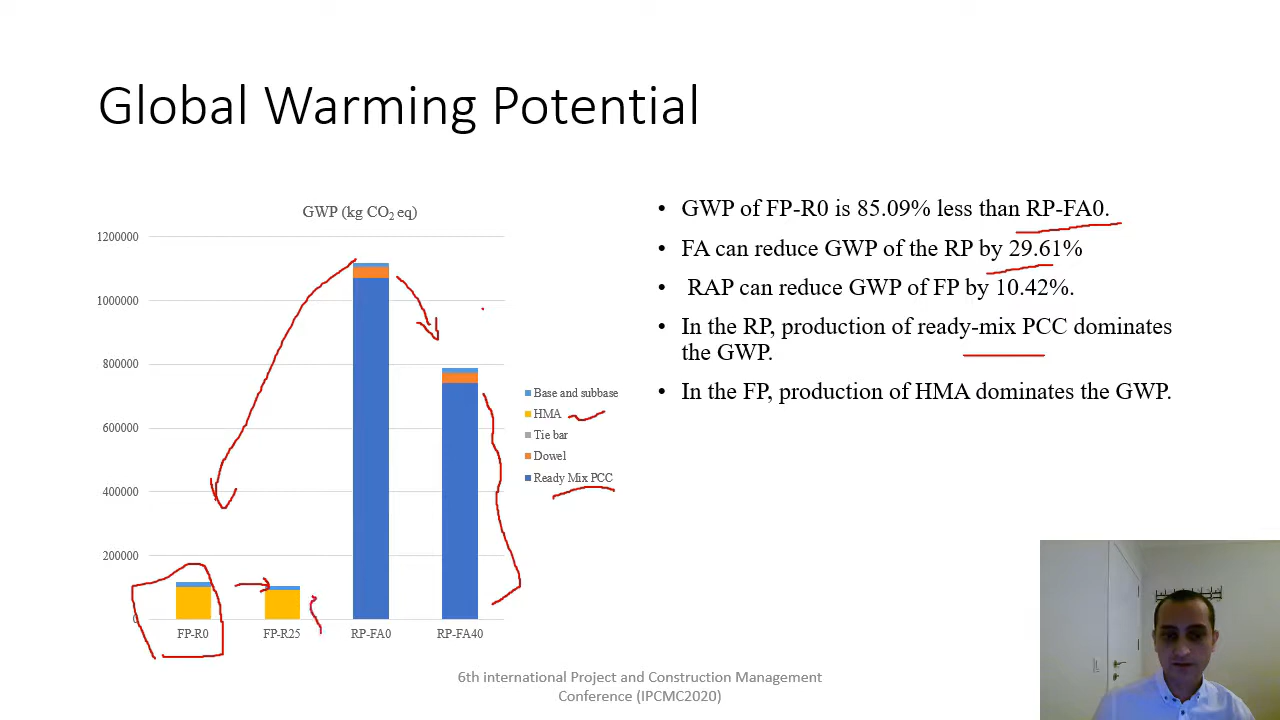 Global Warming Potential
GWP (kg CO₂ eq)
1200000
1000000
800000
600000
400000
200000
0
FP-R0
FP-R25
RP-FA0
RP-FA40
Base and subbase
HMA
Tie bar
Dowel
Ready Mix PCC
• GWP of FP-R0 is 85.09% less than RP-FA0.
• FA can reduce GWP of the RP by 29.61%
• RAP can reduce GWP of FP by 10.42%.
• In the RP, production of ready-mix PCC dominates
the GWP.
• In the FP, production of HMA dominates the GWP.
6th international Project and Construction Management
Conference (IPCMC2020)